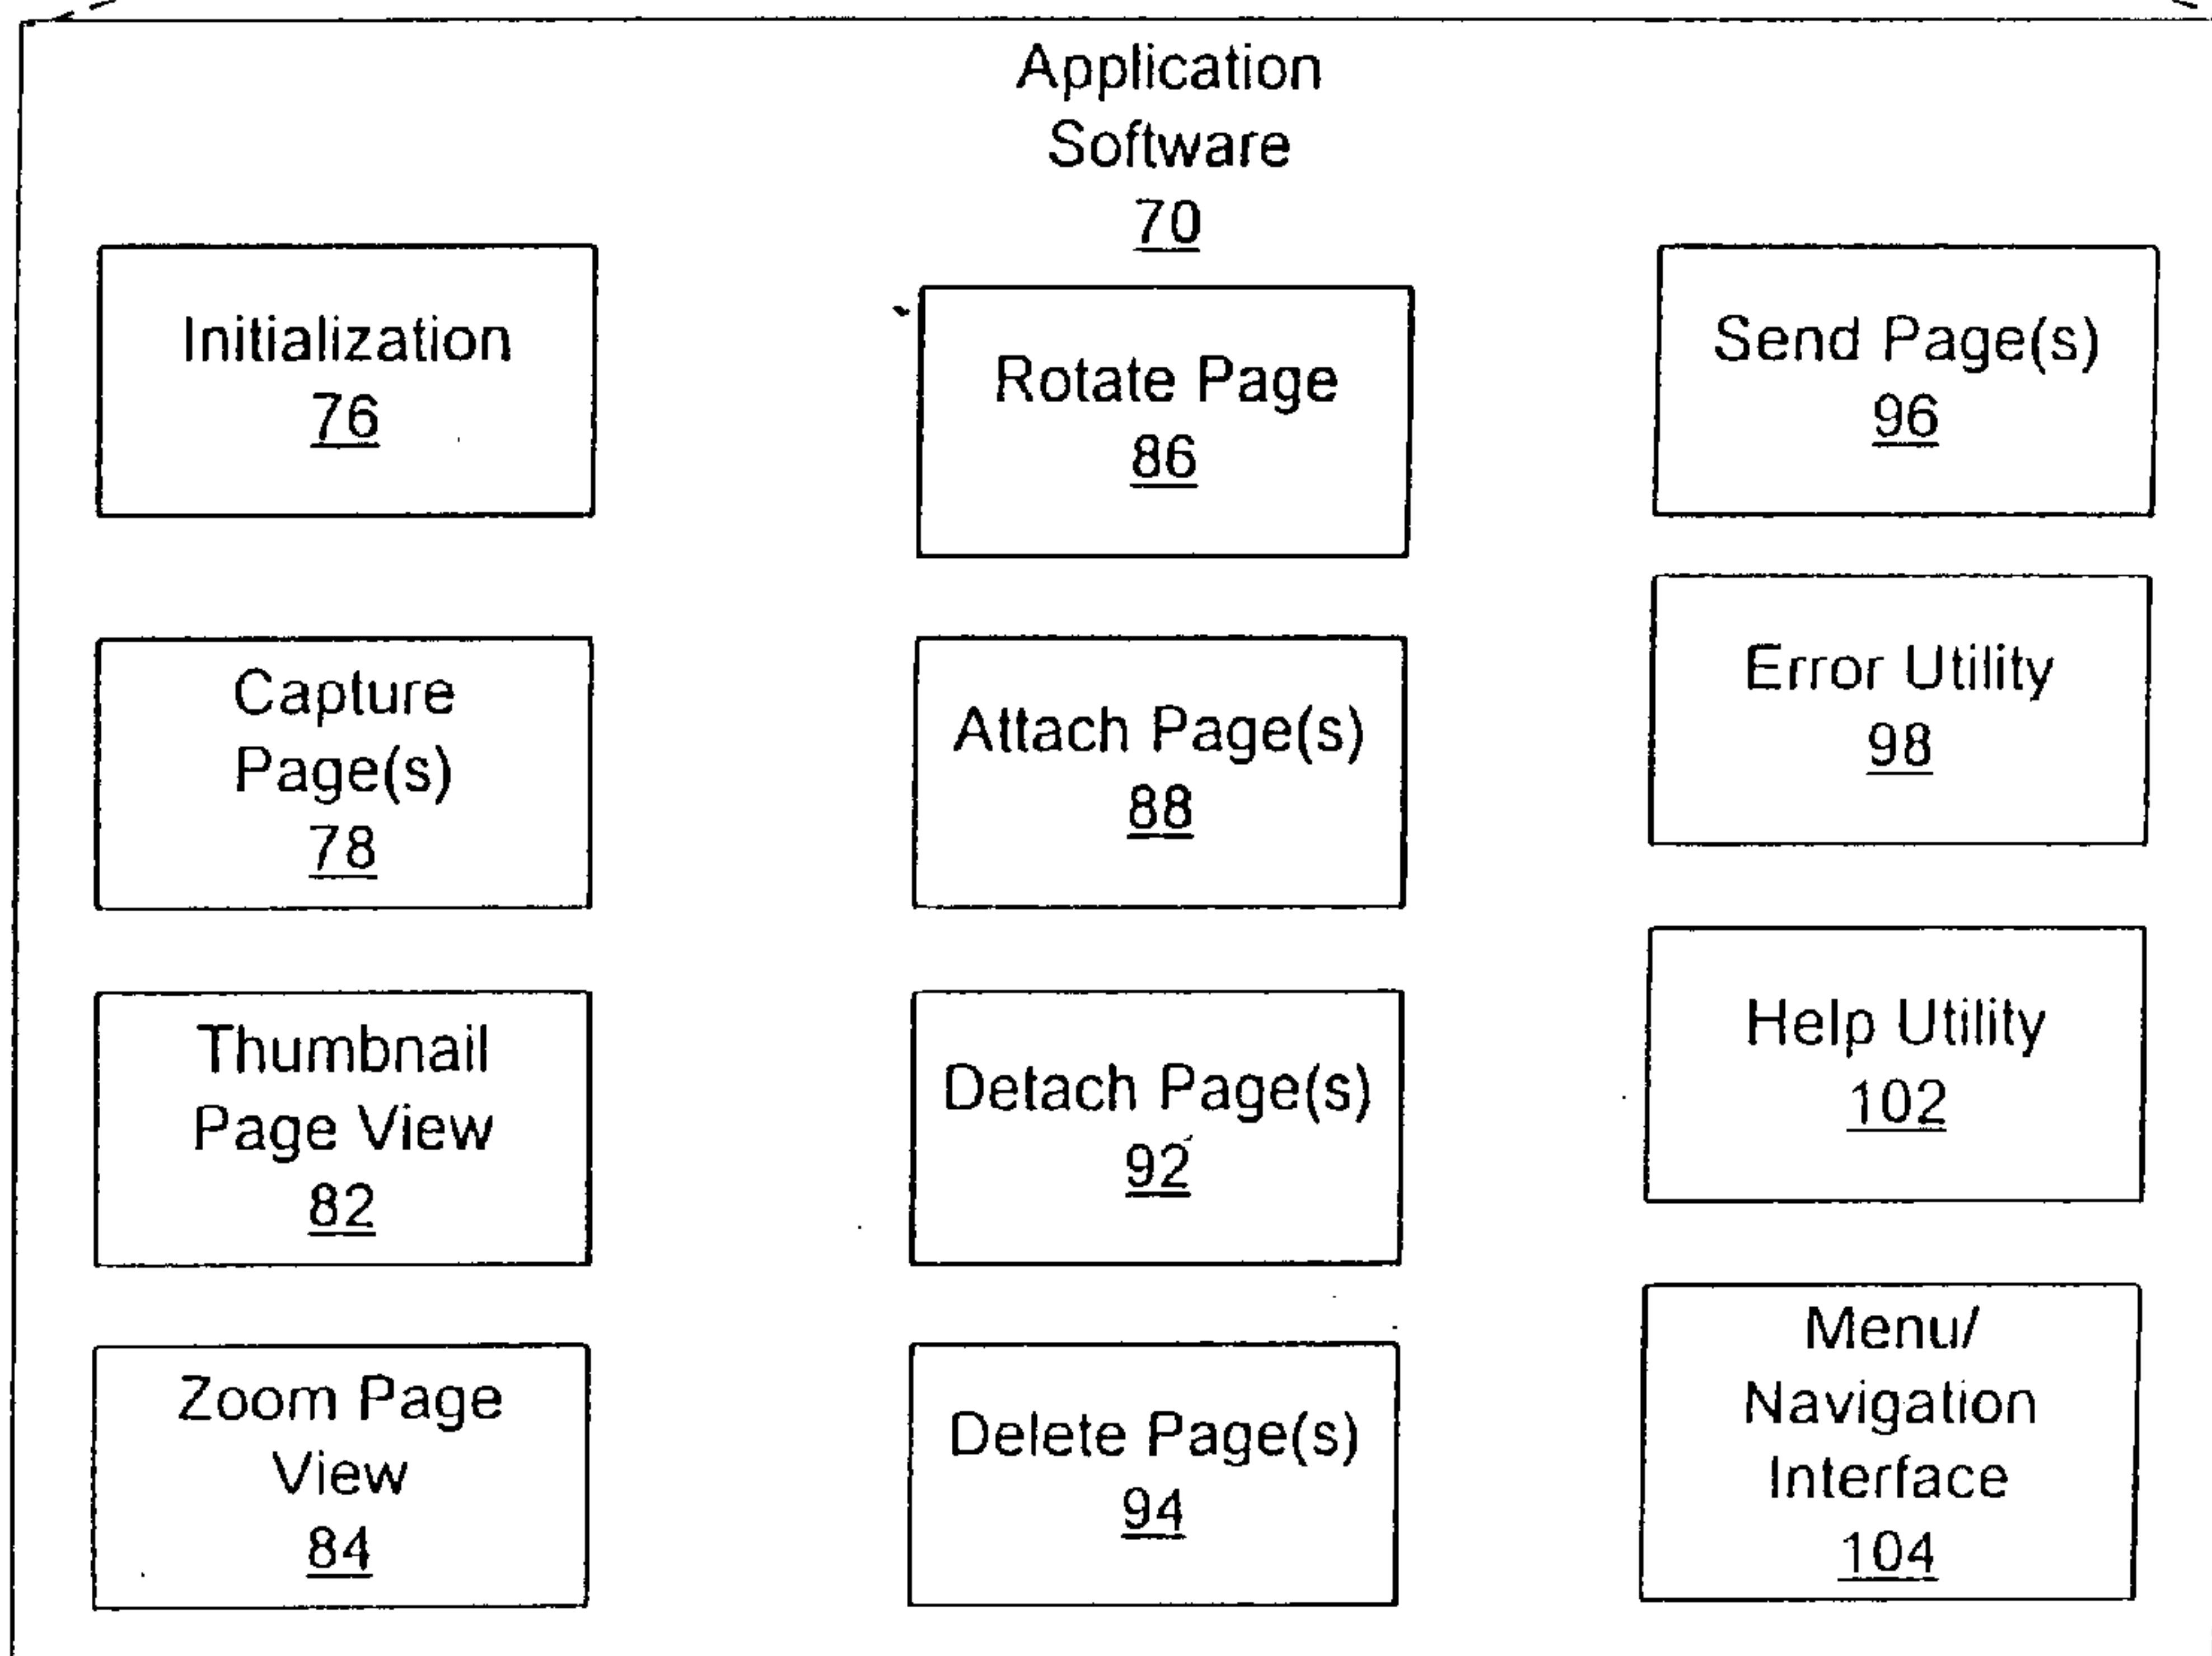 Application
Software
70
Initialization
76
Capture
Page(s)
78
Thumbnail
Page View
82
Zoom Page
View
84
Rotate Page
86
Attach Page(s)
88
Detach Page(s)
92
Delete Page(s)
94
Send Page(s)
96
Error Utility
98
Help Utility
102
Menu/
Navigation
Interface
104